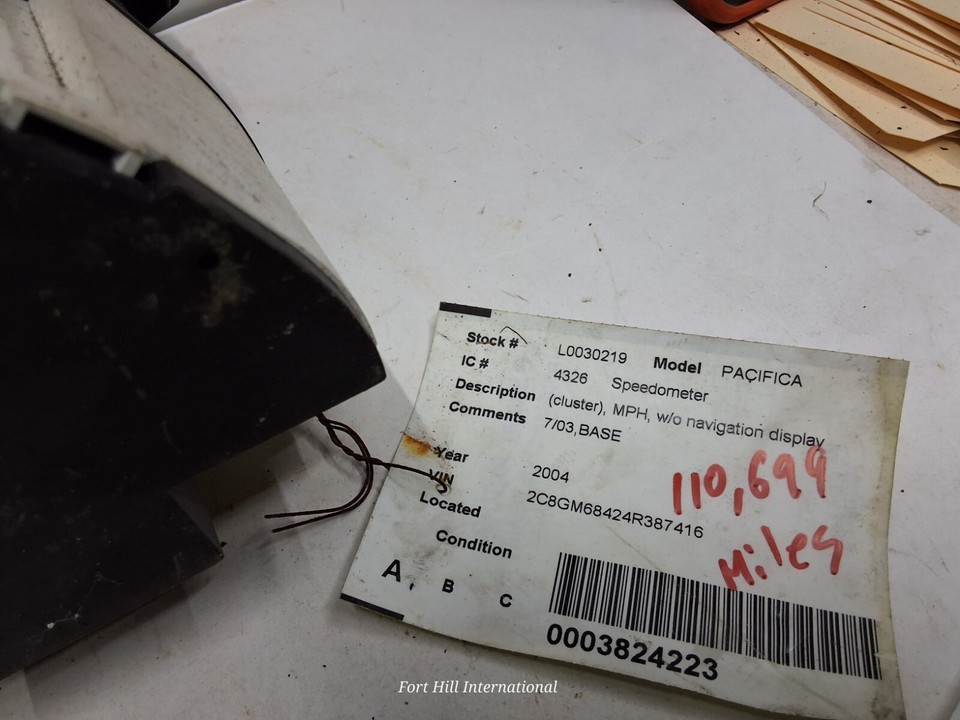 Stock # L0030219 Model PACIFICA
IC # 4326 Speedometer
Description (cluster), MPH, w/o navigation display
Comments 7/03,BASE
Year 2004
VIN 2C8GM68424R387416
Located
110,699
Miles
Condition
A, B C
0003824223
Fort Hill International